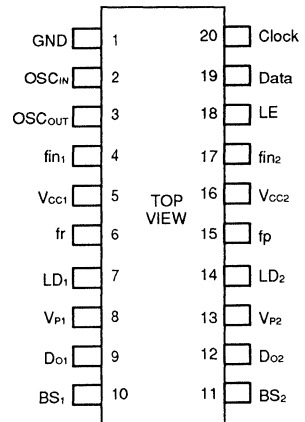 GND 1 20 Clock
OSCIN 2 19 Data
OSCOUT 3 18 LE
fin1 4 17 fin2
VCC1 5 16 VCC2
TOP
VIEW
fr 6 15 fp
LD1 7 14 LD2
VP1 8 13 VP2
DO1 9 12 DO2
BS1 10 11 BS2